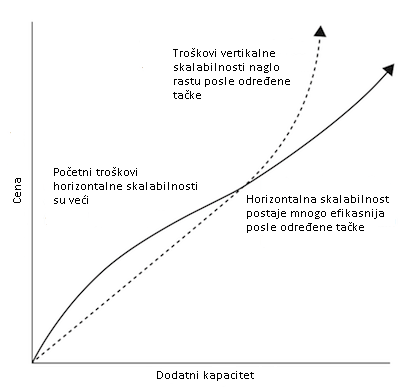 Troškovi vertikalne
skalabilnosti naglo
rastu posle određene
tačke
Početni troškovi
horizontalne skalabilnosti
su veći
Horizontalna skalabilnost
postaje mnogo efikasnija
posle određene tačke
Cena
Dodatni kapacitet